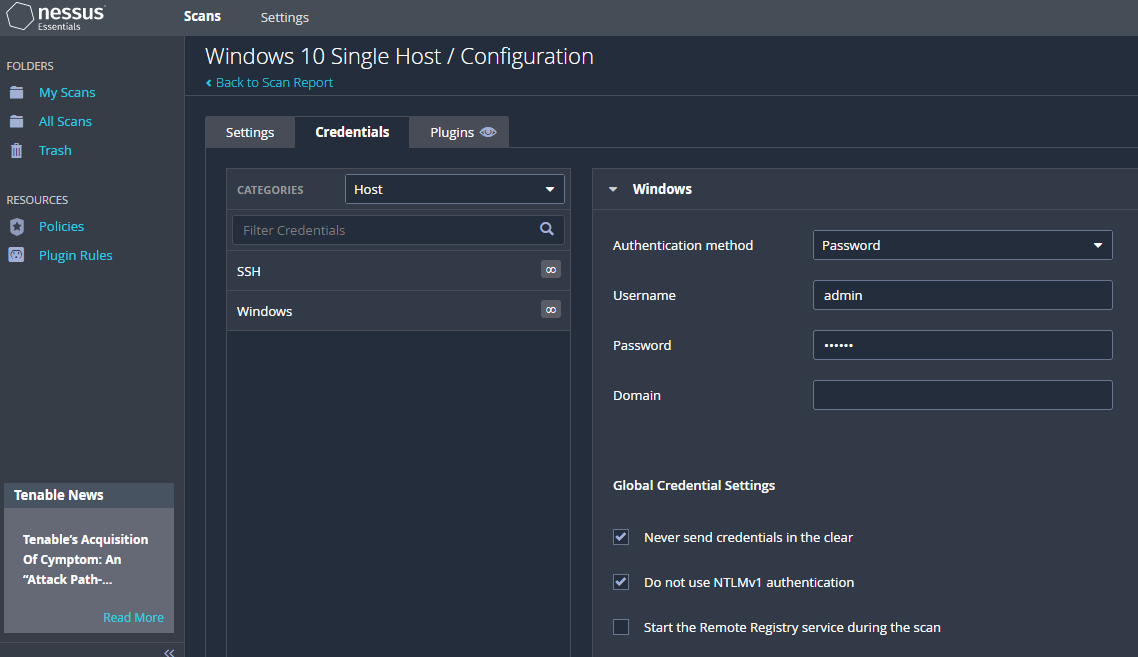 nessus
Essentials
Scans
Settings
FOLDERS
My Scans
All Scans
Trash
RESOURCES
Policies
Plugin Rules
Tenable News
Tenable's Acquisition
Of Cymptom: An
“Attack Path-...
Read More
Windows 10 Single Host / Configuration
Back to Scan Report
Settings
Credentials
Plugins
CATEGORIES
Host
Filter Credentials
SSH
∞
Windows
∞
Windows
Authentication method
Password
Username
admin
Password
••••••
Domain
Global Credential Settings
Never send credentials in the clear
Do not use NTLMv1 authentication
Start the Remote Registry service during the scan